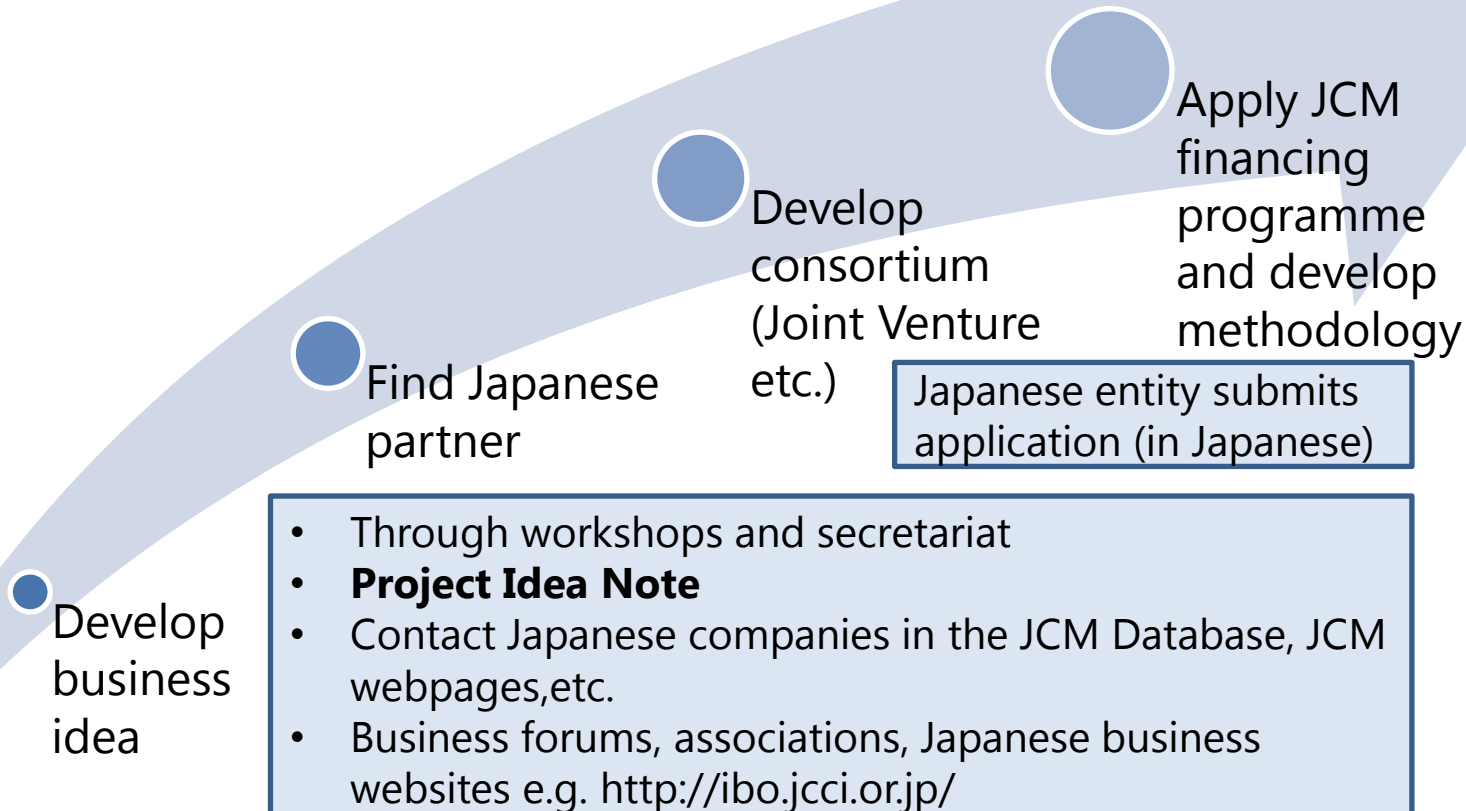 Develop
business
idea
Find Japanese
partner
Develop
consortium
(Joint Venture
etc.)
Apply JCM
financing
programme
and develop
methodology
Japanese entity submits
application (in Japanese)
• Through workshops and secretariat
• Project Idea Note
• Contact Japanese companies in the JCM Database, JCM
webpages,etc.
• Business forums, associations, Japanese business
websites e.g. http://ibo.jcci.or.jp/